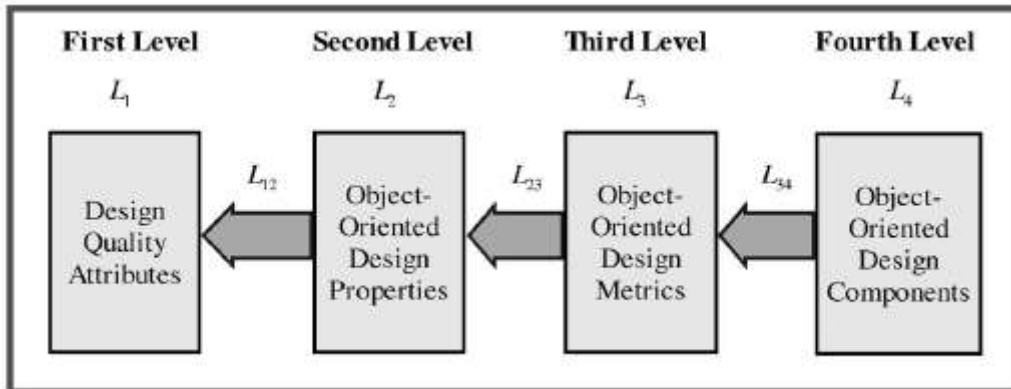 First Level Second Level Third Level Fourth Level
L1 L2 L3 L4
L12 L23 L34
Design
Quality
Attributes
Object-
Oriented
Design
Properties
Object-
Oriented
Design
Metrics
Object-
Oriented
Design
Components